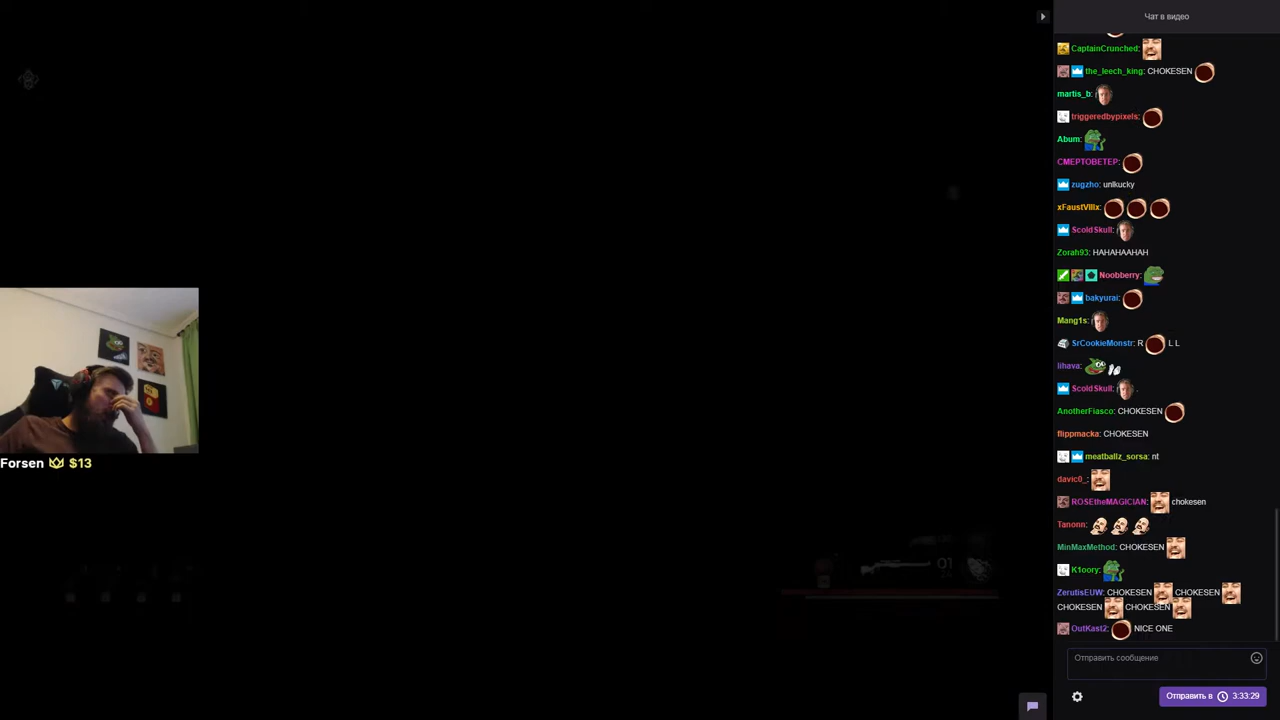 Чат в видео
CaptainCrunched:
the_leech_king: CHOKESEN
martis_b:
triggeredbypixels:
Abum:
СМЕРТОВЕТЕР:
zugzho: unlkucky
xFaustVIIIx:
ScoldSkull:
Zorah93: HAHAHAAHAH
Noobberry:
bakyurai:
Mang1s:
SrCookieMonstr: R L L
lihava:
ScoldSkull: .
AnotherFiasco: CHOKESEN
flippmacka: CHOKESEN
meatballz_sorsa: nt
davic0_:
ROSEtheMAGICIAN: chokesen
Tanonn:
MinMaxMethod: CHOKESEN
K1oory:
ZerutisEUW: CHOKESEN CHOKESEN
CHOKESEN CHOKESEN
OutKast2: NICE ONE
Отправить сообщение
Отправить в 3:33:29
Forsen $13
01